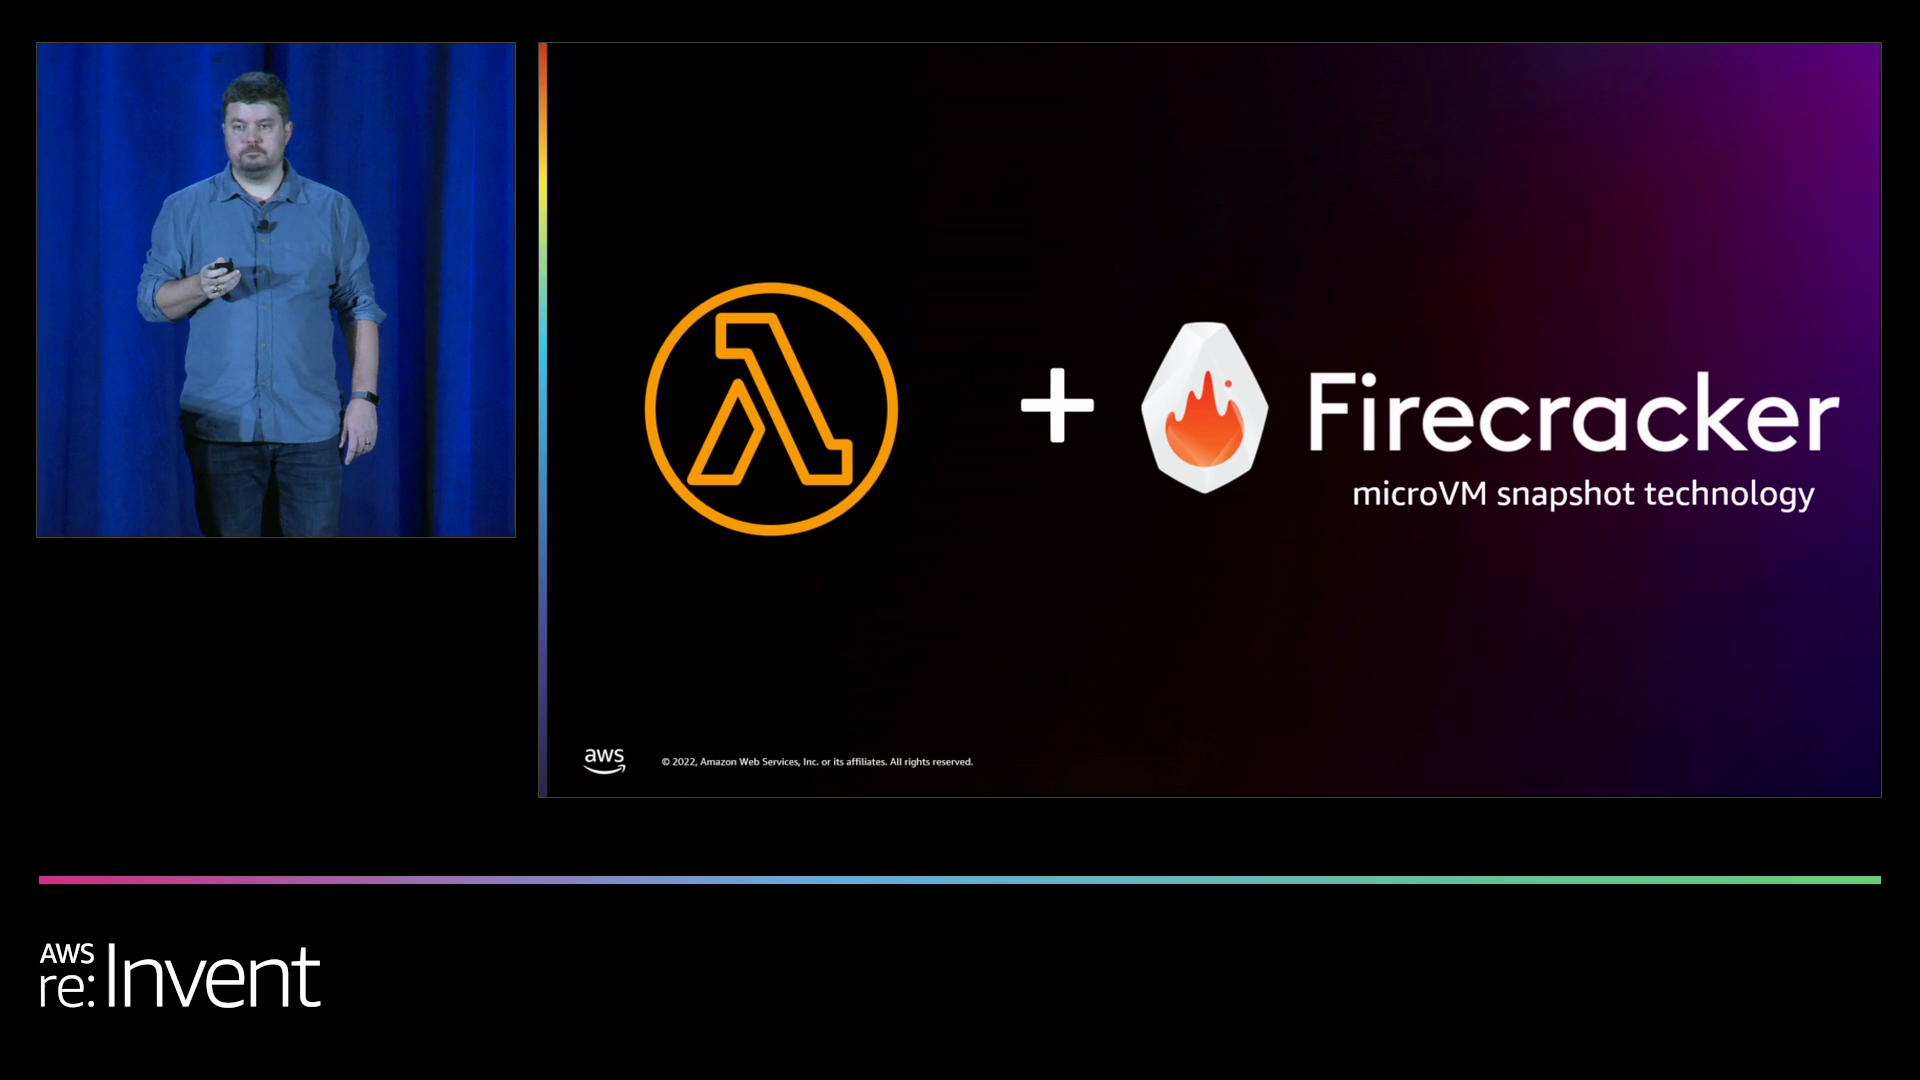 Firecracker
microVM snapshot technology
aws
© 2022, Amazon Web Services, Inc. or its affiliates. All rights reserved.
AWS
re:Invent